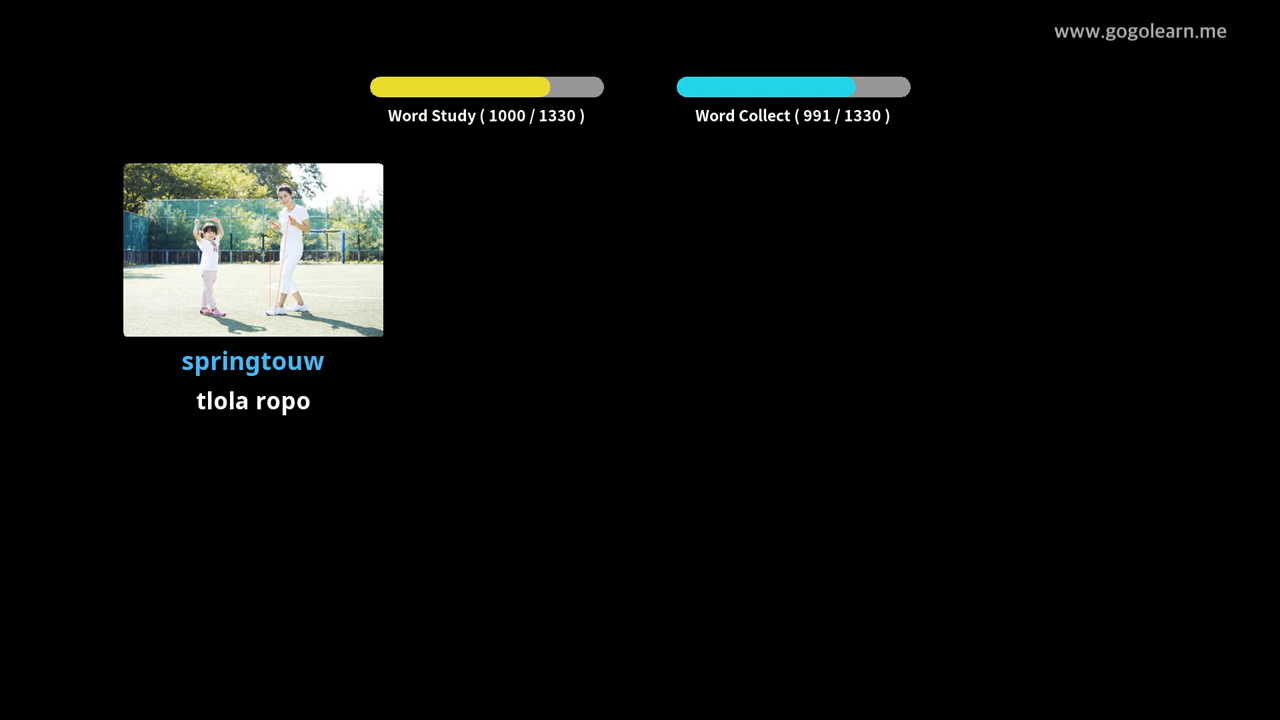 www.gogolearn.me
Word Study ( 1000 / 1330 )
Word Collect ( 991 / 1330 )
springtouw
tlola ropo